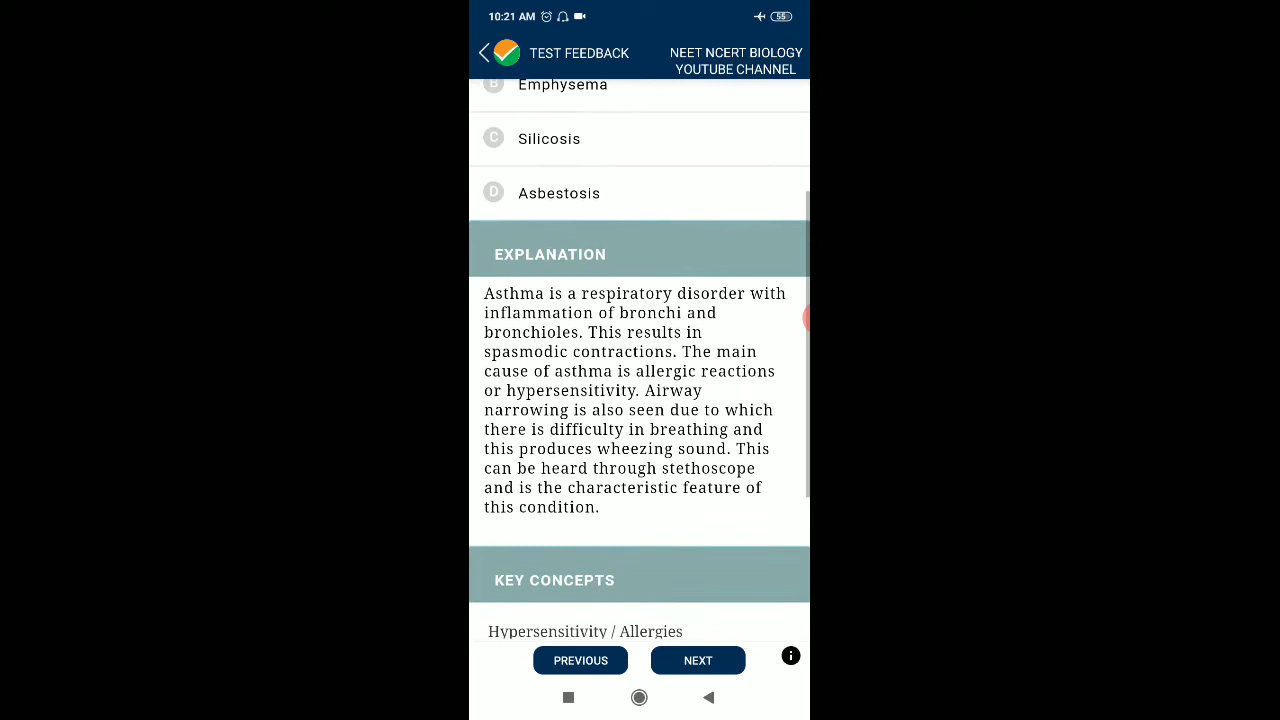 10:21 AM
55
TEST FEEDBACK
NEET NCERT BIOLOGY
YOUTUBE CHANNEL
B Emphysema
C Silicosis
D Asbestosis
EXPLANATION
Asthma is a respiratory disorder with
inflammation of bronchi and
bronchioles. This results in
spasmodic contractions. The main
cause of asthma is allergic reactions
or hypersensitivity. Airway
narrowing is also seen due to which
there is difficulty in breathing and
this produces wheezing sound. This
can be heard through stethoscope
and is the characteristic feature of
this condition.
KEY CONCEPTS
Hypersensitivity / Allergies
PREVIOUS
NEXT